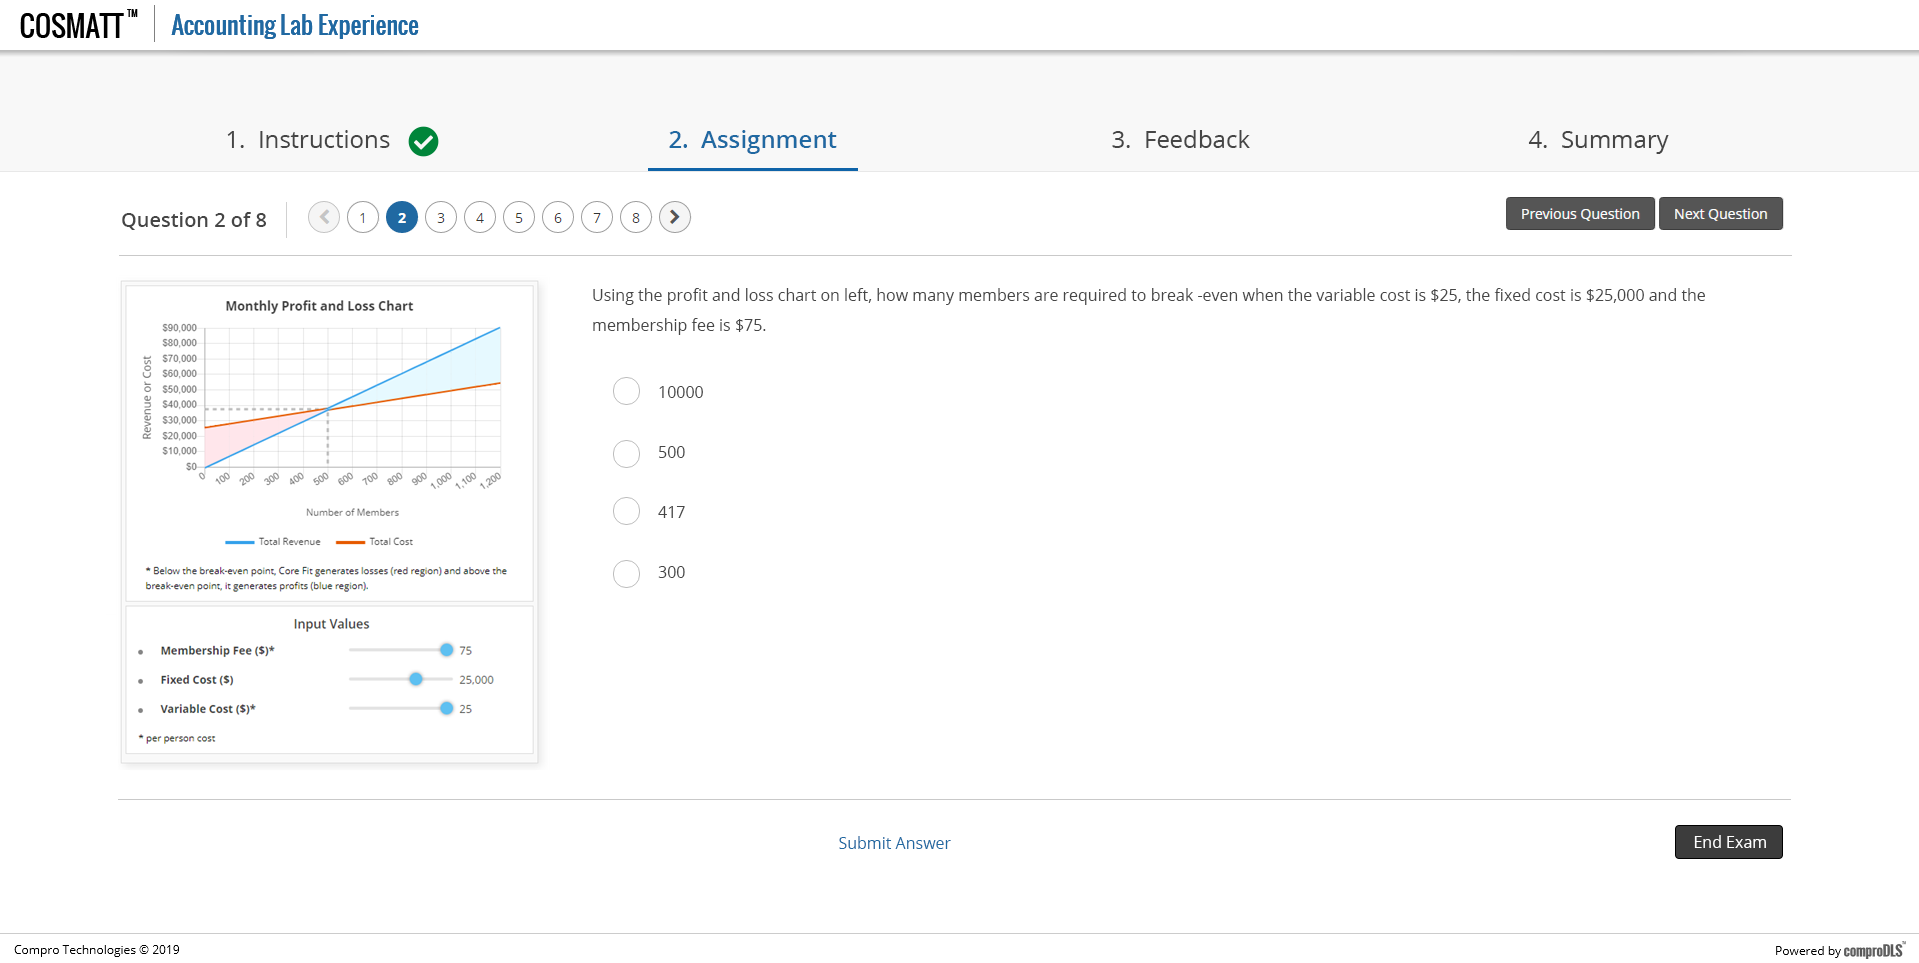 COSMATT™ Accounting Lab Experience
1. Instructions
2. Assignment
3. Feedback
4. Summary
Question 2 of 8
1 2 3 4 5 6 7 8
Previous Question
Next Question
Monthly Profit and Loss Chart
Revenue or Cost
$90,000
$80,000
$70,000
$60,000
$50,000
$40,000
$30,000
$20,000
$10,000
$0
0 100 200 300 400 500 600 700 800 900 1,000 1,100 1,200
Number of Members
Total Revenue Total Cost
* Below the break-even point, Core Fit generates losses (red region) and above the
break-even point, it generates profits (blue region).
Input Values
Membership Fee ($)* 75
Fixed Cost ($) 25,000
Variable Cost ($)* 25
* per person cost
Using the profit and loss chart on left, how many members are required to break -even when the variable cost is $25, the fixed cost is $25,000 and the
membership fee is $75.
10000
500
417
300
Submit Answer
End Exam
Compro Technologies © 2019
Powered by comproDLS™